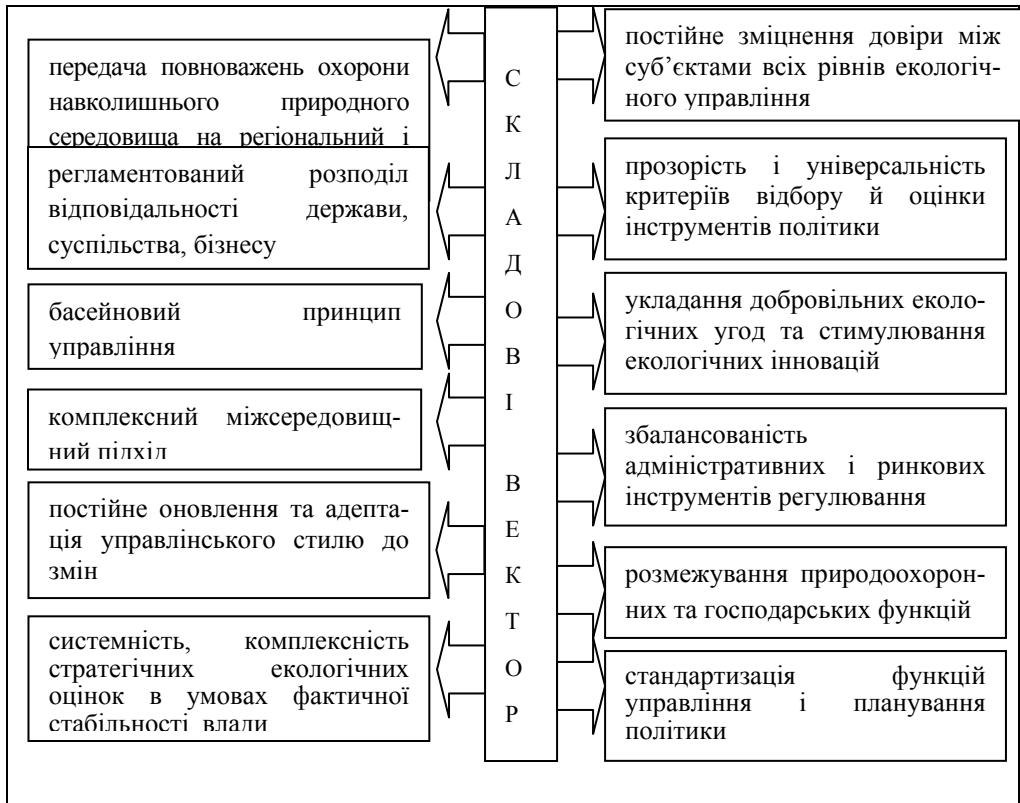 передача повноважень охорони
навколишнього природного
середовища на регіональний і
регламентований розподіл
відповідальності держави,
суспільства, бізнесу
басейновий принцип
управління
комплексний міжсередовищ-
ний підхід
постійне оновлення та адепта-
ція управлінського стилю до
змін
системність, комплексність
стратегічних екологічних
оцінок в умовах фактичної
стабільності влади
С
К
Л
А
Д
О
В
І
В
Е
К
Т
О
Р
постійне зміцнення довіри між
суб’єктами всіх рівнів екологіч-
ного управління
прозорість і універсальність
критеріїв відбору й оцінки
інструментів політики
укладання добровільних еколо-
гічних угод та стимулювання
екологічних інновацій
збалансованість
адміністративних і ринкових
інструментів регулювання
розмежування природоохорон-
них та господарських функцій
стандартизація функцій
управління і планування
політики